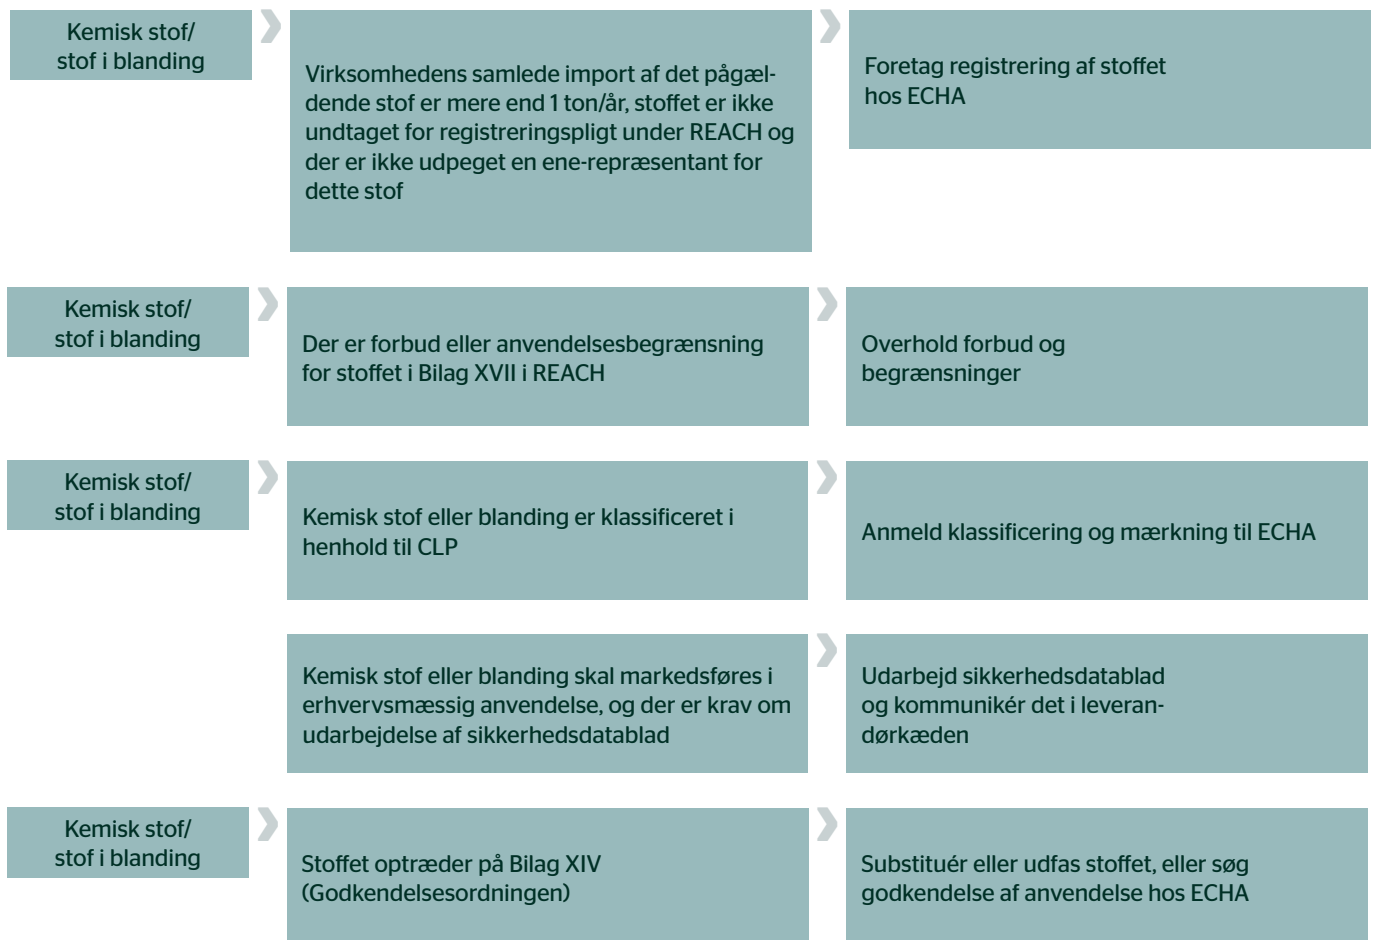 Kemisk stof/
stof i blanding
Virksomhedens samlede import af det pågæl-
dende stof er mere end 1 ton/år, stoffet er ikke
undtaget for registreringspligt under REACH og
der er ikke udpeget en ene-repræsentant for
dette stof
Foretag registrering af stoffet
hos ECHA
Kemisk stof/
stof i blanding
Der er forbud eller anvendelsesbegrænsning
for stoffet i Bilag XVII i REACH
Overhold forbud og
begrænsninger
Kemisk stof/
stof i blanding
Kemisk stof eller blanding er klassificeret i
henhold til CLP
Anmeld klassificering og mærkning til ECHA
Kemisk stof eller blanding skal markedsføres i
erhvervsmæssig anvendelse, og der er krav om
udarbejdelse af sikkerhedsdatablad
Udarbejd sikkerhedsdatablad
og kommunikér det i leveran-
dørkæden
Kemisk stof/
stof i blanding
Stoffet optræder på Bilag XIV
(Godkendelsesordningen)
Substituér eller udfas stoffet, eller søg
godkendelse af anvendelse hos ECHA